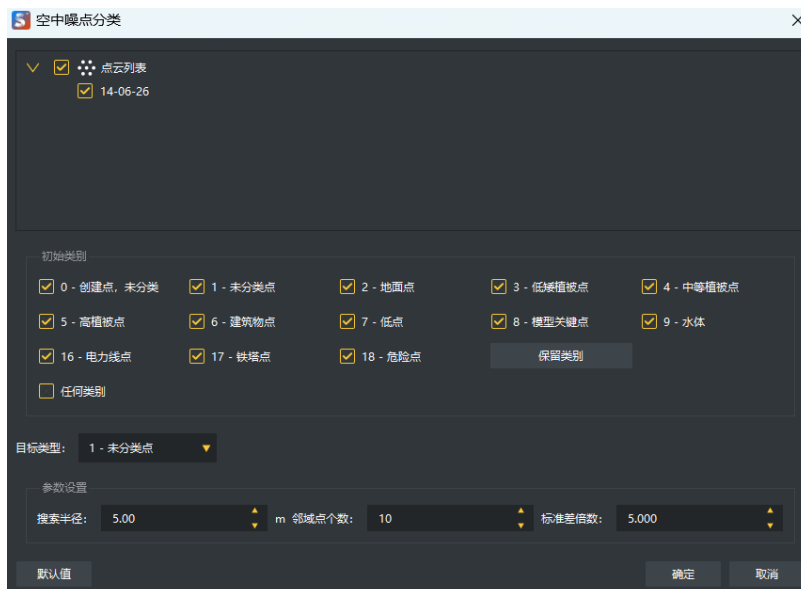 空中噪点分类
点云列表
14-06-26
初始类别
0 - 创建点，未分类 1 - 未分类点 2 - 地面点 3 - 低矮植被点 4 - 中等植被点
5 - 高植被点 6 - 建筑物点 7 - 低点 8 - 模型关键点 9 - 水体
16 - 电力线点 17 - 铁塔点 18 - 危险点 保留类别
任何类别
目标类型： 1 - 未分类点
参数设置
搜索半径： 5.00 m 邻域点个数： 10 标准差倍数： 5.000
默认值 确定 取消